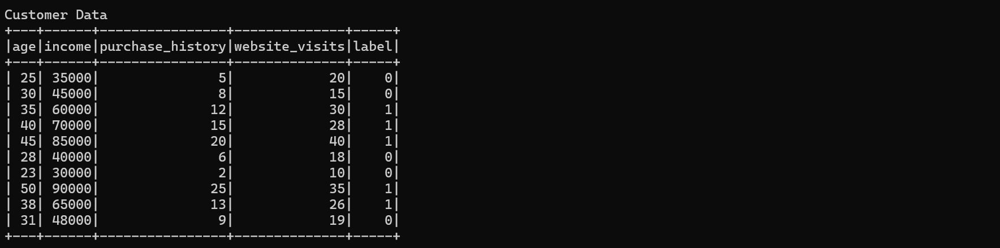 Customer Data
+---+------+----------------+--------------+-----+
|age|income|purchase_history|website_visits|label|
+---+------+----------------+--------------+-----+
| 25| 35000|               5|            20|    0|
| 30| 45000|               8|            15|    0|
| 35| 60000|              12|            30|    1|
| 40| 70000|              15|            28|    1|
| 45| 85000|              20|            40|    1|
| 28| 40000|               6|            18|    0|
| 23| 30000|               2|            10|    0|
| 50| 90000|              25|            35|    1|
| 38| 65000|              13|            26|    1|
| 31| 48000|               9|            19|    0|
+---+------+----------------+--------------+-----+